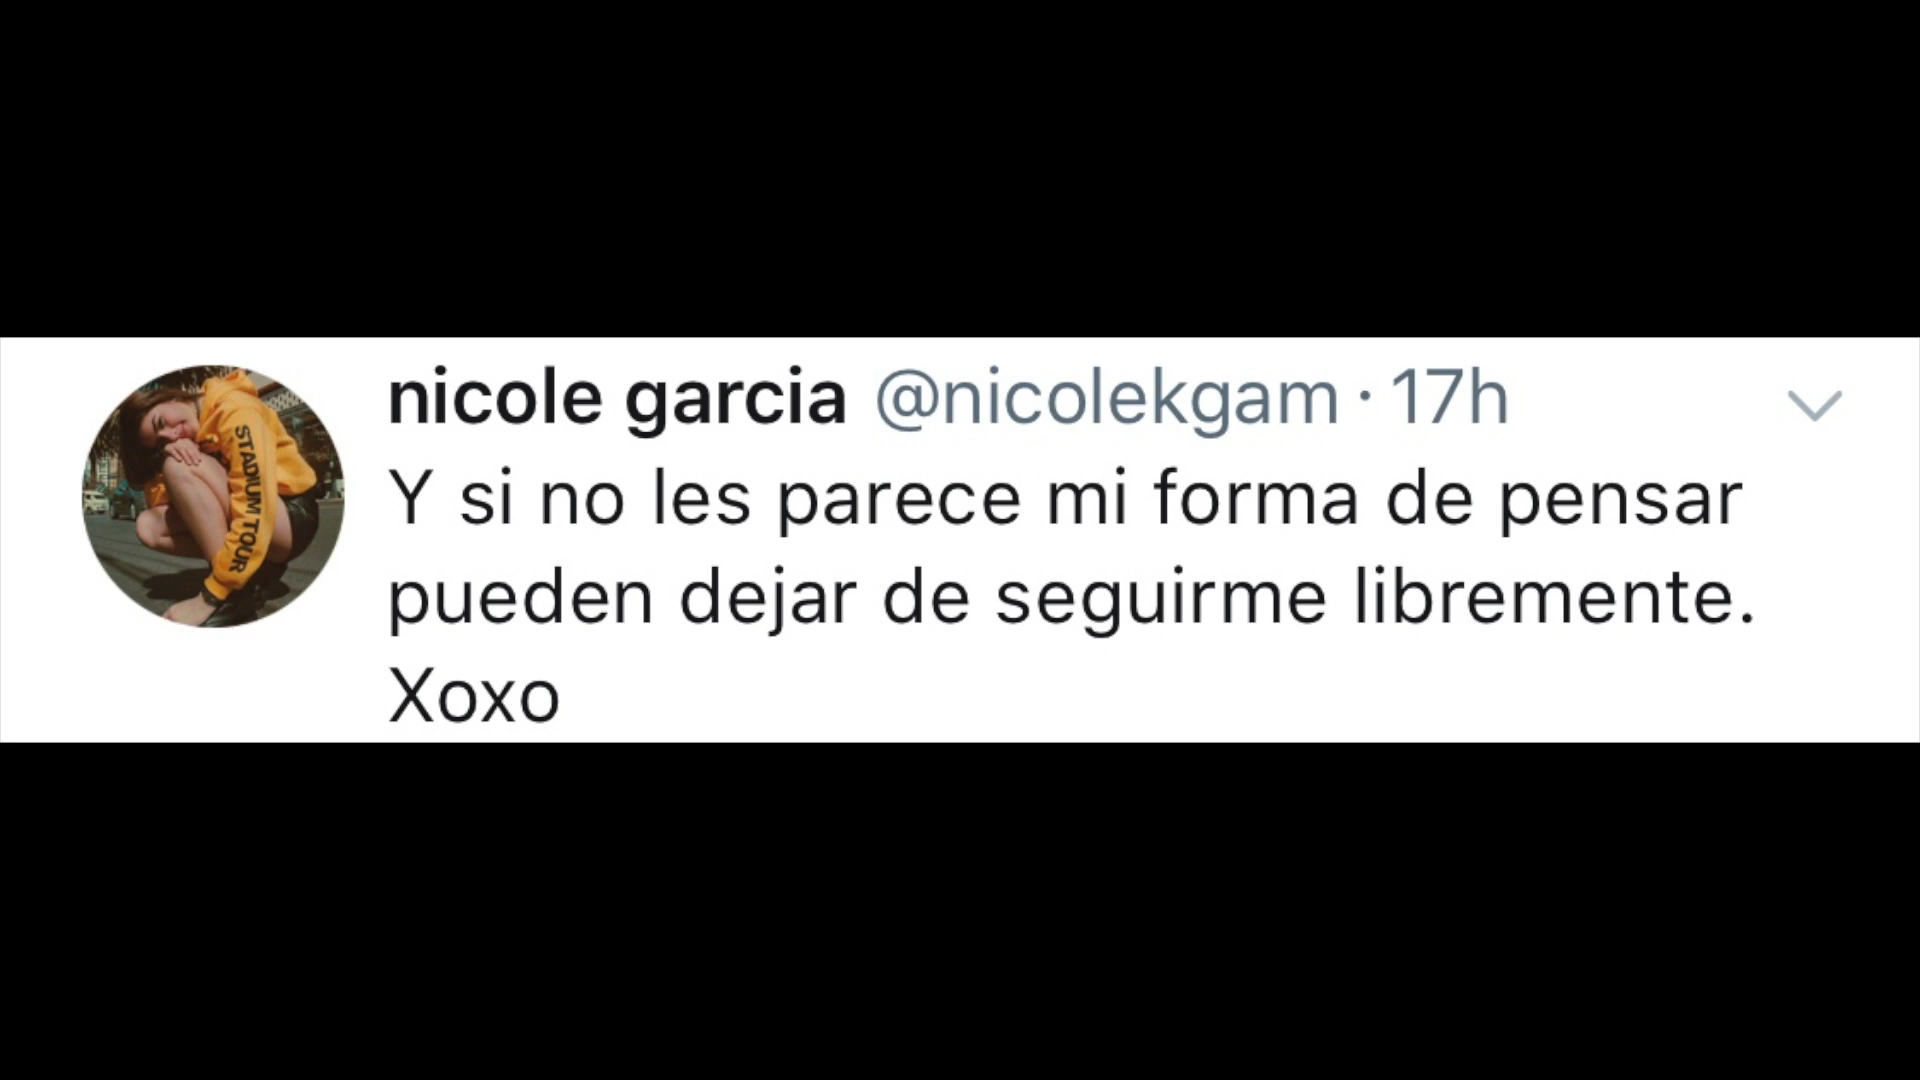 nicole garcia @nicolekgam · 17h
Y si no les parece mi forma de pensar
pueden dejar de seguirme libremente.
Xoxo
STADIUM TOUR